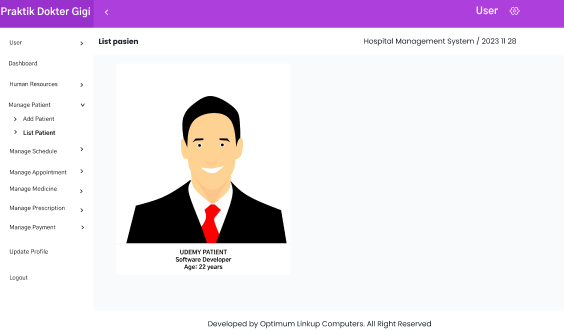 Praktik Dokter Gigi
User
List pasien
Hospital Management System / 2023 11 28
User
Dashboard
Human Resources
Manage Patient
Add Patient
List Patient
Manage Schedule
Manage Appointment
Manage Medicine
Manage Prescription
Manage Payment
Update Profile
Logout
UDEMY PATIENT
Software Developer
Age: 22 years
Developed by Optimum Linkup Computers. All Right Reserved